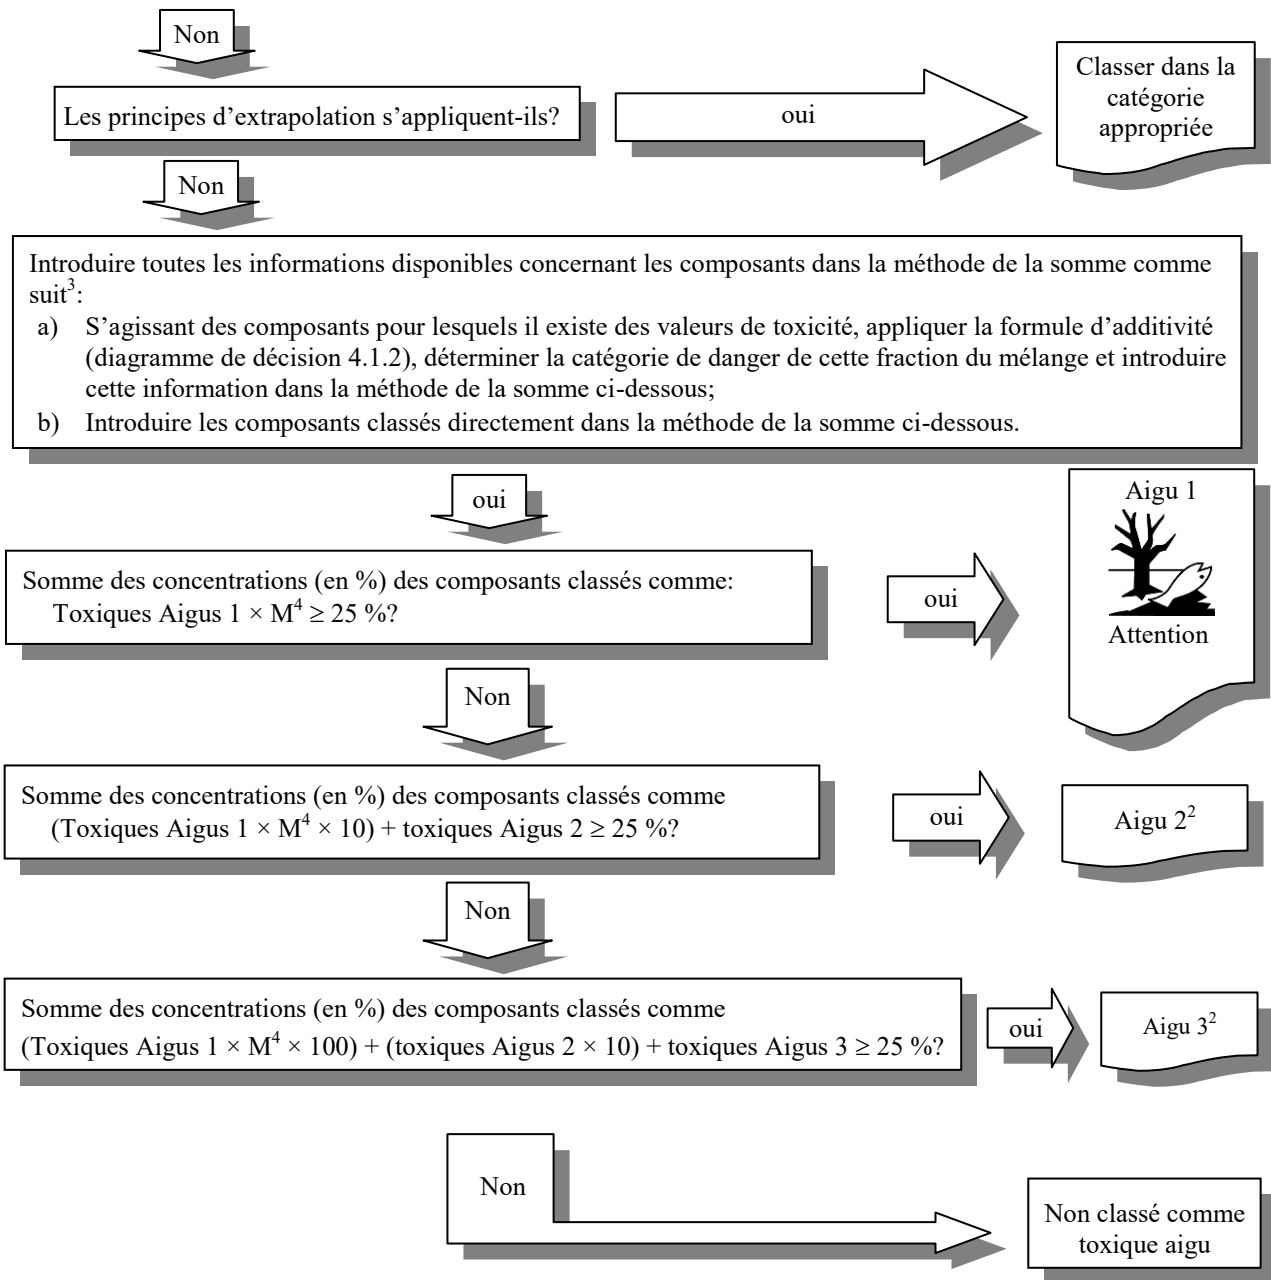 Non
Les principes d'extrapolation s'appliquent-ils?
oui
Classer dans la
catégorie
appropriée
Non
Introduire toutes les informations disponibles concernant les composants dans la méthode de la somme comme
suit³:
a) S'agissant des composants pour lesquels il existe des valeurs de toxicité, appliquer la formule d'additivité
(diagramme de décision 4.1.2), déterminer la catégorie de danger de cette fraction du mélange et introduire
cette information dans la méthode de la somme ci-dessous;
b) Introduire les composants classés directement dans la méthode de la somme ci-dessous.
oui
Somme des concentrations (en %) des composants classés comme:
Toxiques Aigus 1 × M⁴ ≥ 25 %?
oui
Aigu 1
Attention
Non
Somme des concentrations (en %) des composants classés comme
(Toxiques Aigus 1 × M⁴ × 10) + toxiques Aigus 2 ≥ 25 %?
oui
Aigu 2²
Non
Somme des concentrations (en %) des composants classés comme
(Toxiques Aigus 1 × M⁴ × 100) + (toxiques Aigus 2 × 10) + toxiques Aigus 3 ≥ 25 %?
oui
Aigu 3²
Non
Non classé comme
toxique aigu